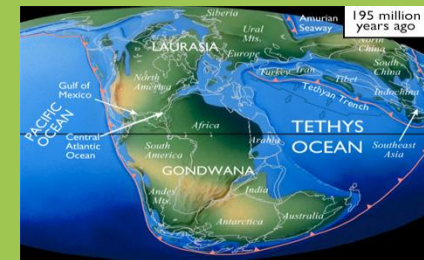 195 million
years ago
Siberia
Amurian
Seaway
Ural
Mts.
North
China
LAURASIA
Europe
South
China
Turkey
Iran
Tibet
Indochina
Gulf of
Mexico
North
America
Tethyan Trench
PACIFIC
OCEAN
Central
Atlantic
Ocean
Africa
Arabia
TETHYS
OCEAN
South
America
Southeast
Asia
GONDWANA
Andes
Mts.
India
Antarctica
Australia